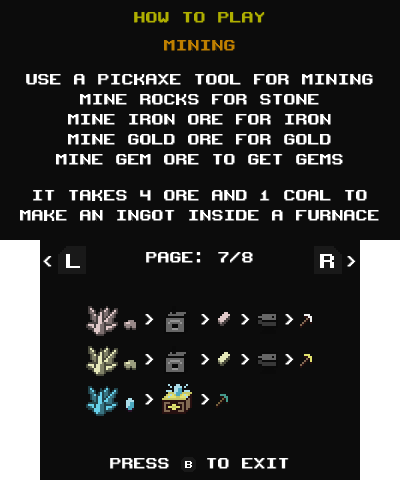 HOW TO PLAY
MINING
USE A PICKAXE TOOL FOR MINING
MINE ROCKS FOR STONE
MINE IRON ORE FOR IRON
MINE GOLD ORE FOR GOLD
MINE GEM ORE TO GET GEMS
IT TAKES 4 ORE AND 1 COAL TO
MAKE AN INGOT INSIDE A FURNACE
< L PAGE: 7/8 R >
> > > >
> > > >
> >
PRESS B TO EXIT